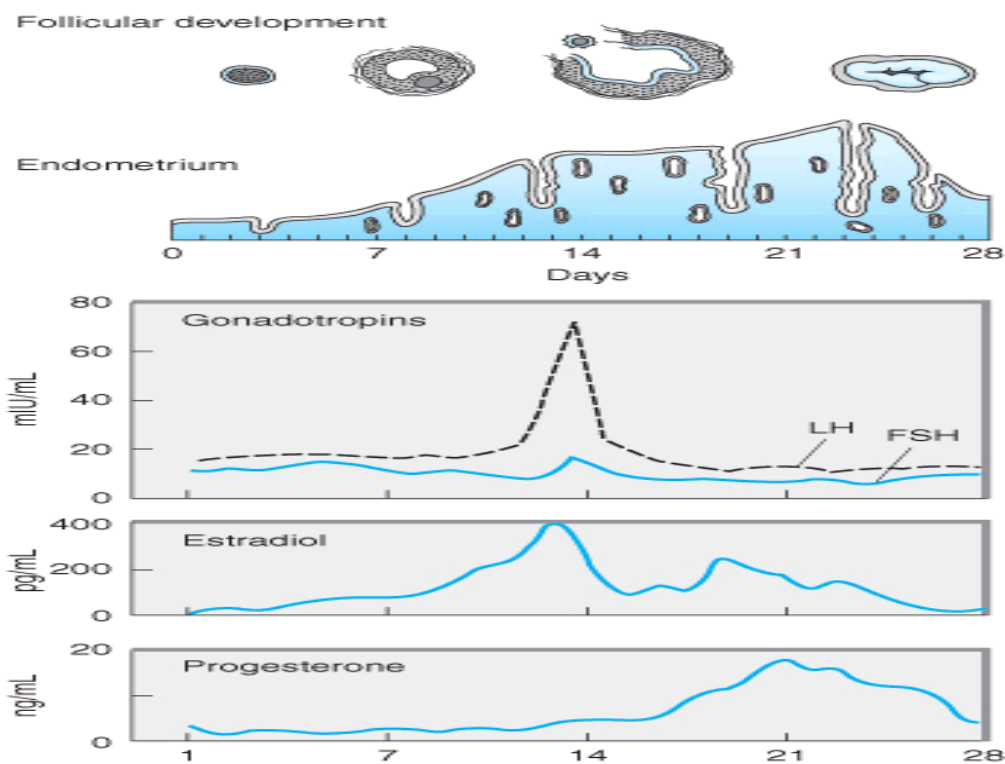 Follicular development
Endometrium
0 7 14 21 28
Days
80
Gonadotropins
60
mIU/mL
40
LH
FSH
20
0
400
Estradiol
pg/mL
200
0
20
Progesterone
ng/mL
0
1 7 14 21 28